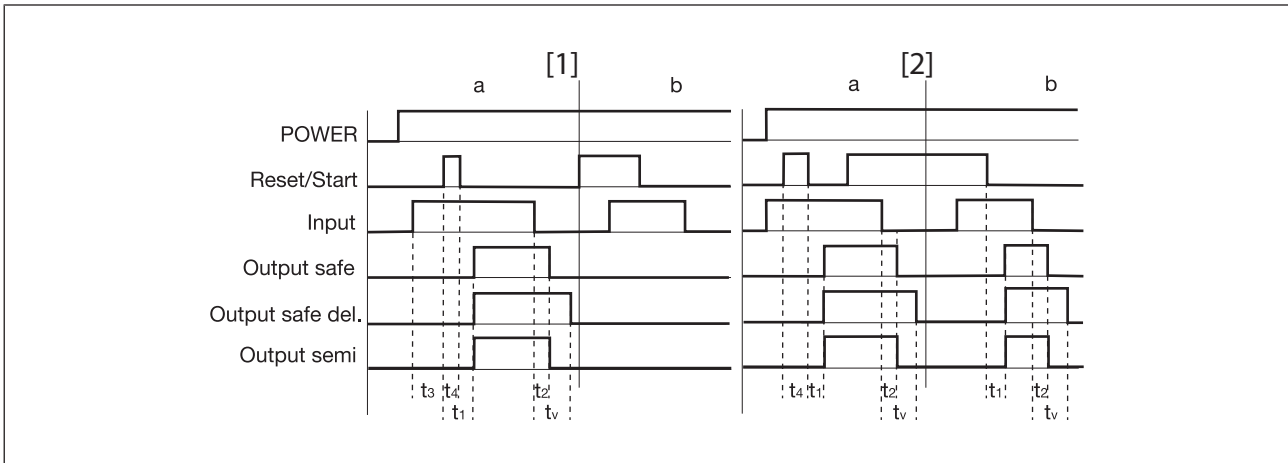 [1] [2]
a b a b
POWER
Reset/Start
Input
Output safe
Output safe del.
Output semi
t3 t4 t2 t4 t1 t2 t1 t2
t1 tv tv tv